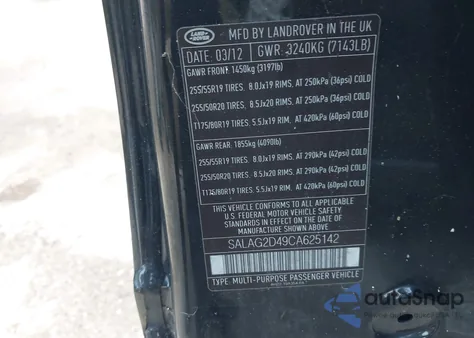 LAND ROVER
MFD BY LANDROVER IN THE UK
DATE: 03/12 GWR: 3240KG (7143LB)
GAWR FRONT: 1450kg (3197lb)
255/55R19 TIRES. 8.0Jx19 RIMS, AT 250kPA (36psi) COLD
255/50R20 TIRES. 8.5Jx20 RIMS, AT 250kPA (36psi) COLD
T175/80R19 TIRES. 5.5Jx19 RIM, AT 420kPA (60psi) COLD
GAWR REAR: 1855kg (4090lb)
255/55R19 TIRES. 8.0Jx19 RIMS, AT 290kPA (42psi) COLD
255/50R20 TIRES. 8.5Jx20 RIMS, AT 290kPA (42psi) COLD
T175/80R19 TIRES. 5.5Jx19 RIM, AT 420kPA (60psi) COLD
THIS VEHICLE CONFORMS TO ALL APPLICABLE
U.S. FEDERAL MOTOR VEHICLE SAFETY
STANDARDS IN EFFECT ON THE DATE OF
MANUFACTURE SHOWN ABOVE
SALAG2D49CA625142
TYPE: MULTI-PURPOSE PASSENGER VEHICLE
autoSnap